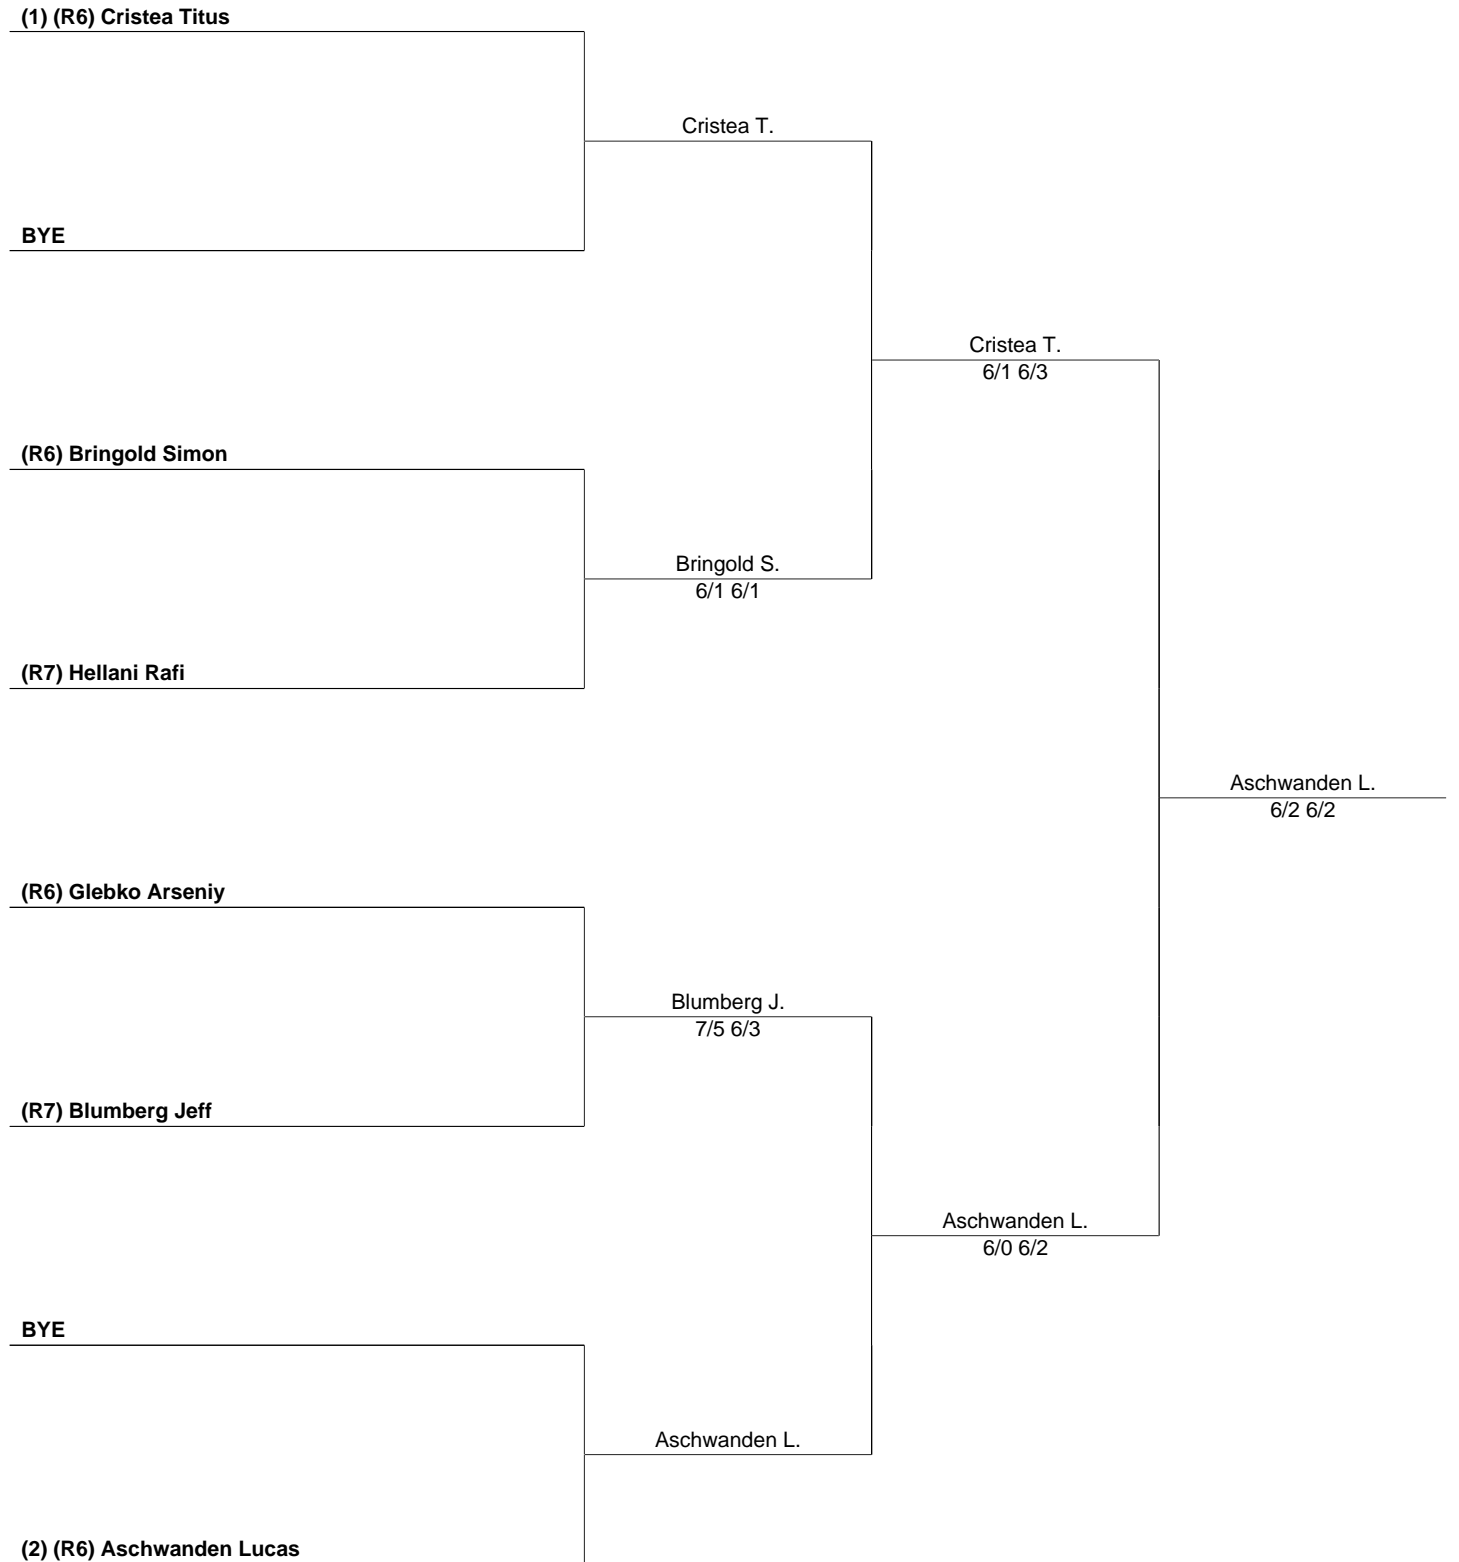 (1) (R6) Cristea Titus
Cristea T.
BYE
Cristea T.
6/1 6/3
(R6) Bringold Simon
Bringold S.
6/1 6/1
(R7) Hellani Rafi
Aschwanden L.
6/2 6/2
(R6) Glebko Arseniy
Blumberg J.
7/5 6/3
(R7) Blumberg Jeff
Aschwanden L.
6/0 6/2
BYE
Aschwanden L.
(2) (R6) Aschwanden Lucas